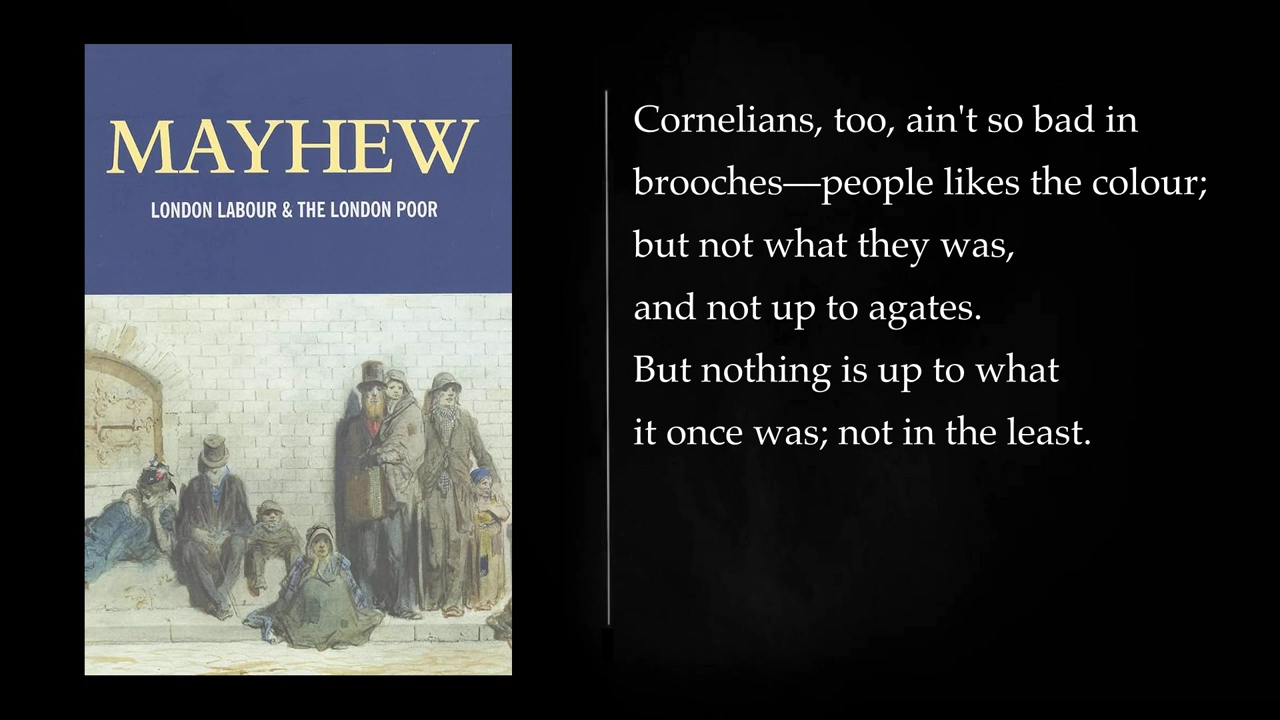 MAYHEW
LONDON LABOUR & THE LONDON POOR
Cornelians, too, ain't so bad in
brooches—people likes the colour;
but not what they was,
and not up to agates.
But nothing is up to what
it once was; not in the least.